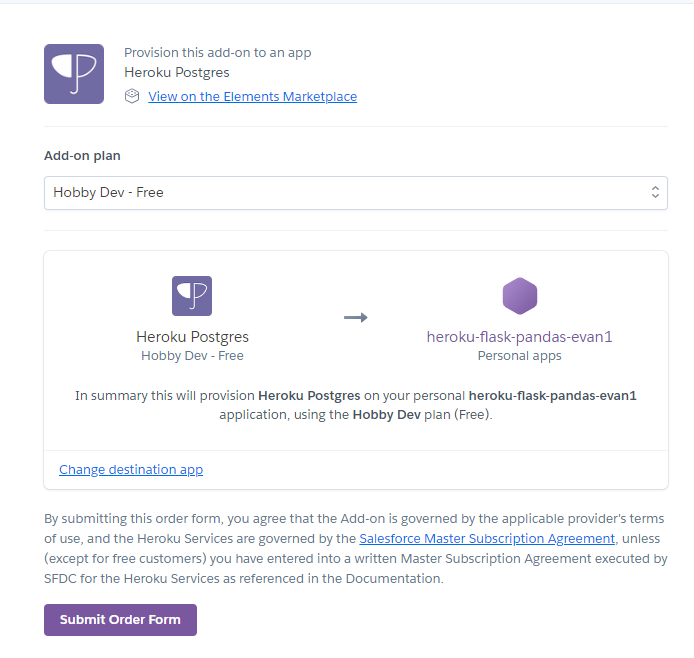 Provision this add-on to an app
Heroku Postgres
View on the Elements Marketplace
Add-on plan
Hobby Dev - Free
Heroku Postgres
Hobby Dev - Free
heroku-flask-pandas-evan1
Personal apps
In summary this will provision Heroku Postgres on your personal heroku-flask-pandas-evan1
application, using the Hobby Dev plan (Free).
Change destination app
By submitting this order form, you agree that the Add-on is governed by the applicable provider's terms
of use, and the Heroku Services are governed by the Salesforce Master Subscription Agreement, unless
(except for free customers) you have entered into a written Master Subscription Agreement executed by
SFDC for the Heroku Services as referenced in the Documentation.
Submit Order Form